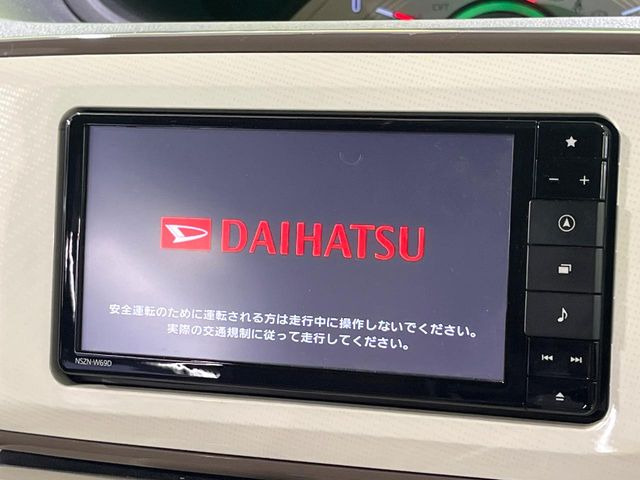 DAIHATSU
安全運転のために運転される方は走行中に操作しないでください。
実際の交通規制に従って走行してください。
NSZN-W69D